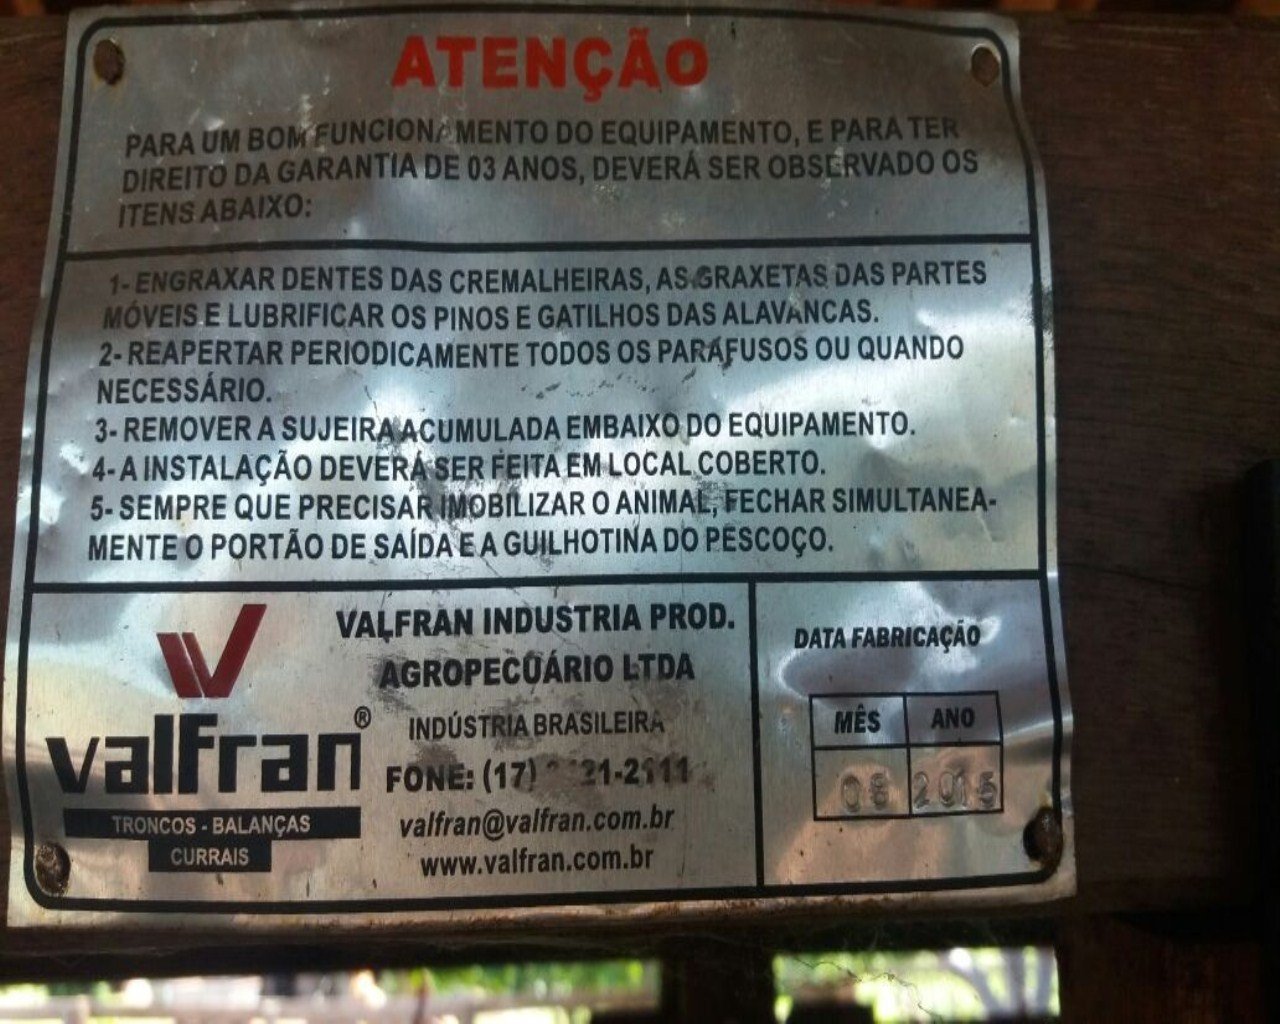 ATENÇÃO
PARA UM BOM FUNCIONAMENTO DO EQUIPAMENTO, E PARA TER
DIREITO DA GARANTIA DE 03 ANOS, DEVERÁ SER OBSERVADO OS
ITENS ABAIXO:
1- ENGRAXAR DENTES DAS CREMALHEIRAS, AS GRAXETAS DAS PARTES
MÓVEIS E LUBRIFICAR OS PINOS E GATILHOS DAS ALAVANCAS.
2- REAPERTAR PERIODICAMENTE TODOS OS PARAFUSOS OU QUANDO
NECESSÁRIO.
3- REMOVER A SUJEIRA ACUMULADA EMBAIXO DO EQUIPAMENTO.
4- A INSTALAÇÃO DEVERÁ SER FEITA EM LOCAL COBERTO.
5- SEMPRE QUE PRECISAR IMOBILIZAR O ANIMAL, FECHAR SIMULTANEA-
MENTE O PORTÃO DE SAÍDA E A GUILHOTINA DO PESCOÇO.
valfran®
TRONCOS - BALANÇAS
CURRAIS
VALFRAN INDUSTRIA PROD.
AGROPECUÁRIO LTDA
INDÚSTRIA BRASILEIRA
FONE: (17)
valfran@valfran.com.br
www.valfran.com.br
DATA FABRICAÇÃO
MÊS ANO
08 2015